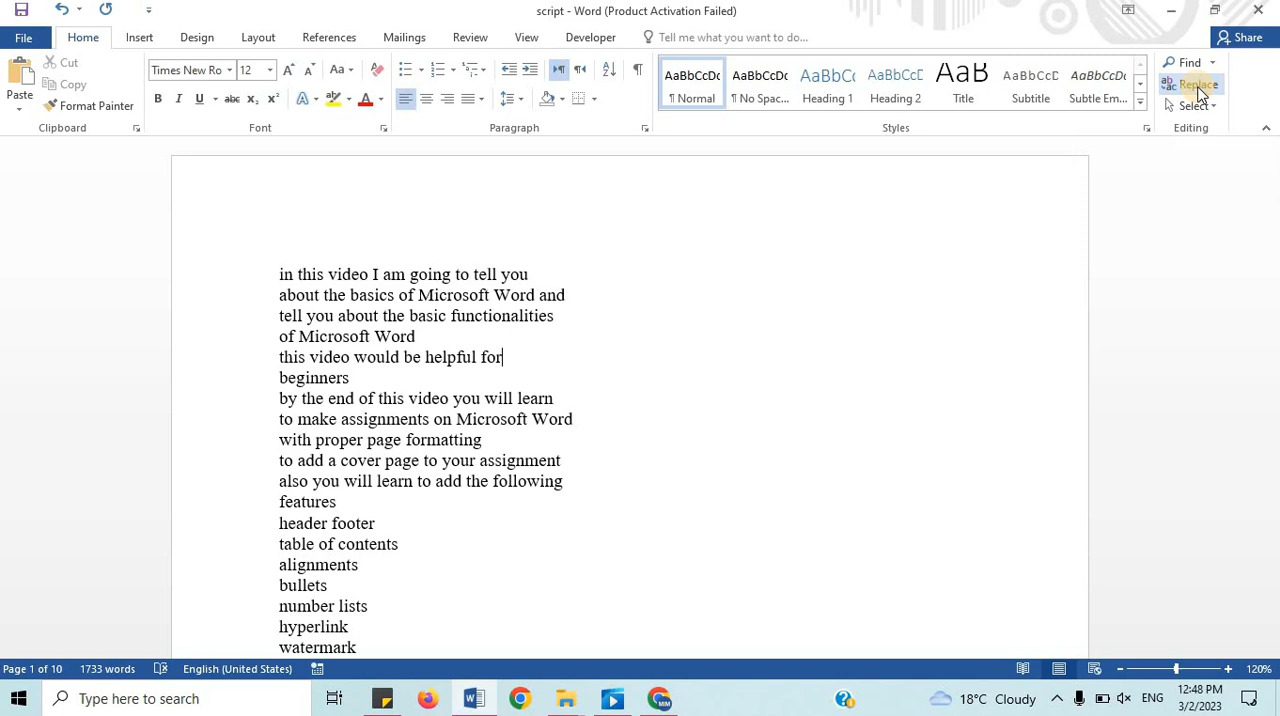 script - Word (Product Activation Failed)
File Home Insert Design Layout References Mailings Review View Developer Tell me what you want to do... Share
Paste
Cut
Copy
Format Painter
Clipboard
Times New Ro 12 Aa
B I U abc X₂ X² A A
Font
Paragraph
AaBbCcDc AaBbCcDc AaBbCc AaBbCcE AaB AaBbCcD AaBbCcDc
¶ Normal ¶ No Spac... Heading 1 Heading 2 Title Subtitle Subtle Em...
Styles
Find
Replace
Select
Editing
in this video I am going to tell you
about the basics of Microsoft Word and
tell you about the basic functionalities
of Microsoft Word
this video would be helpful for
beginners
by the end of this video you will learn
to make assignments on Microsoft Word
with proper page formatting
to add a cover page to your assignment
also you will learn to add the following
features
header footer
table of contents
alignments
bullets
number lists
hyperlink
watermark
Page 1 of 10 1733 words English (United States) 120%
Type here to search
18°C Cloudy ENG
12:48 PM
3/2/2023